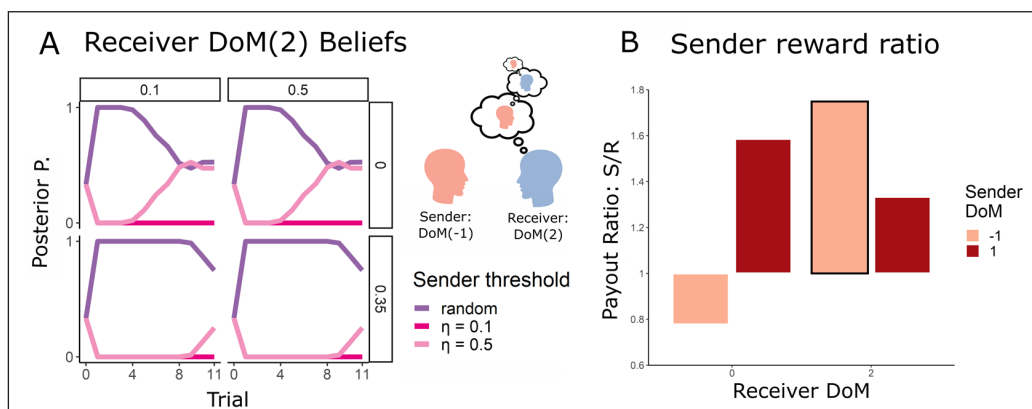 A Receiver DoM(2) Beliefs
0.1
0.5
1
0
1
0
0
0.35
Posterior P.
0 4 8 11
0 4 8 11
Trial
Sender:
DoM(-1)
Receiver:
DoM(2)
Sender threshold
random
η = 0.1
η = 0.5
B Sender reward ratio
Payout Ratio: S/R
1.8
1.6
1.4
1.2
1
0.8
0.6
0
2
Receiver DoM
Sender
DoM
-1
1